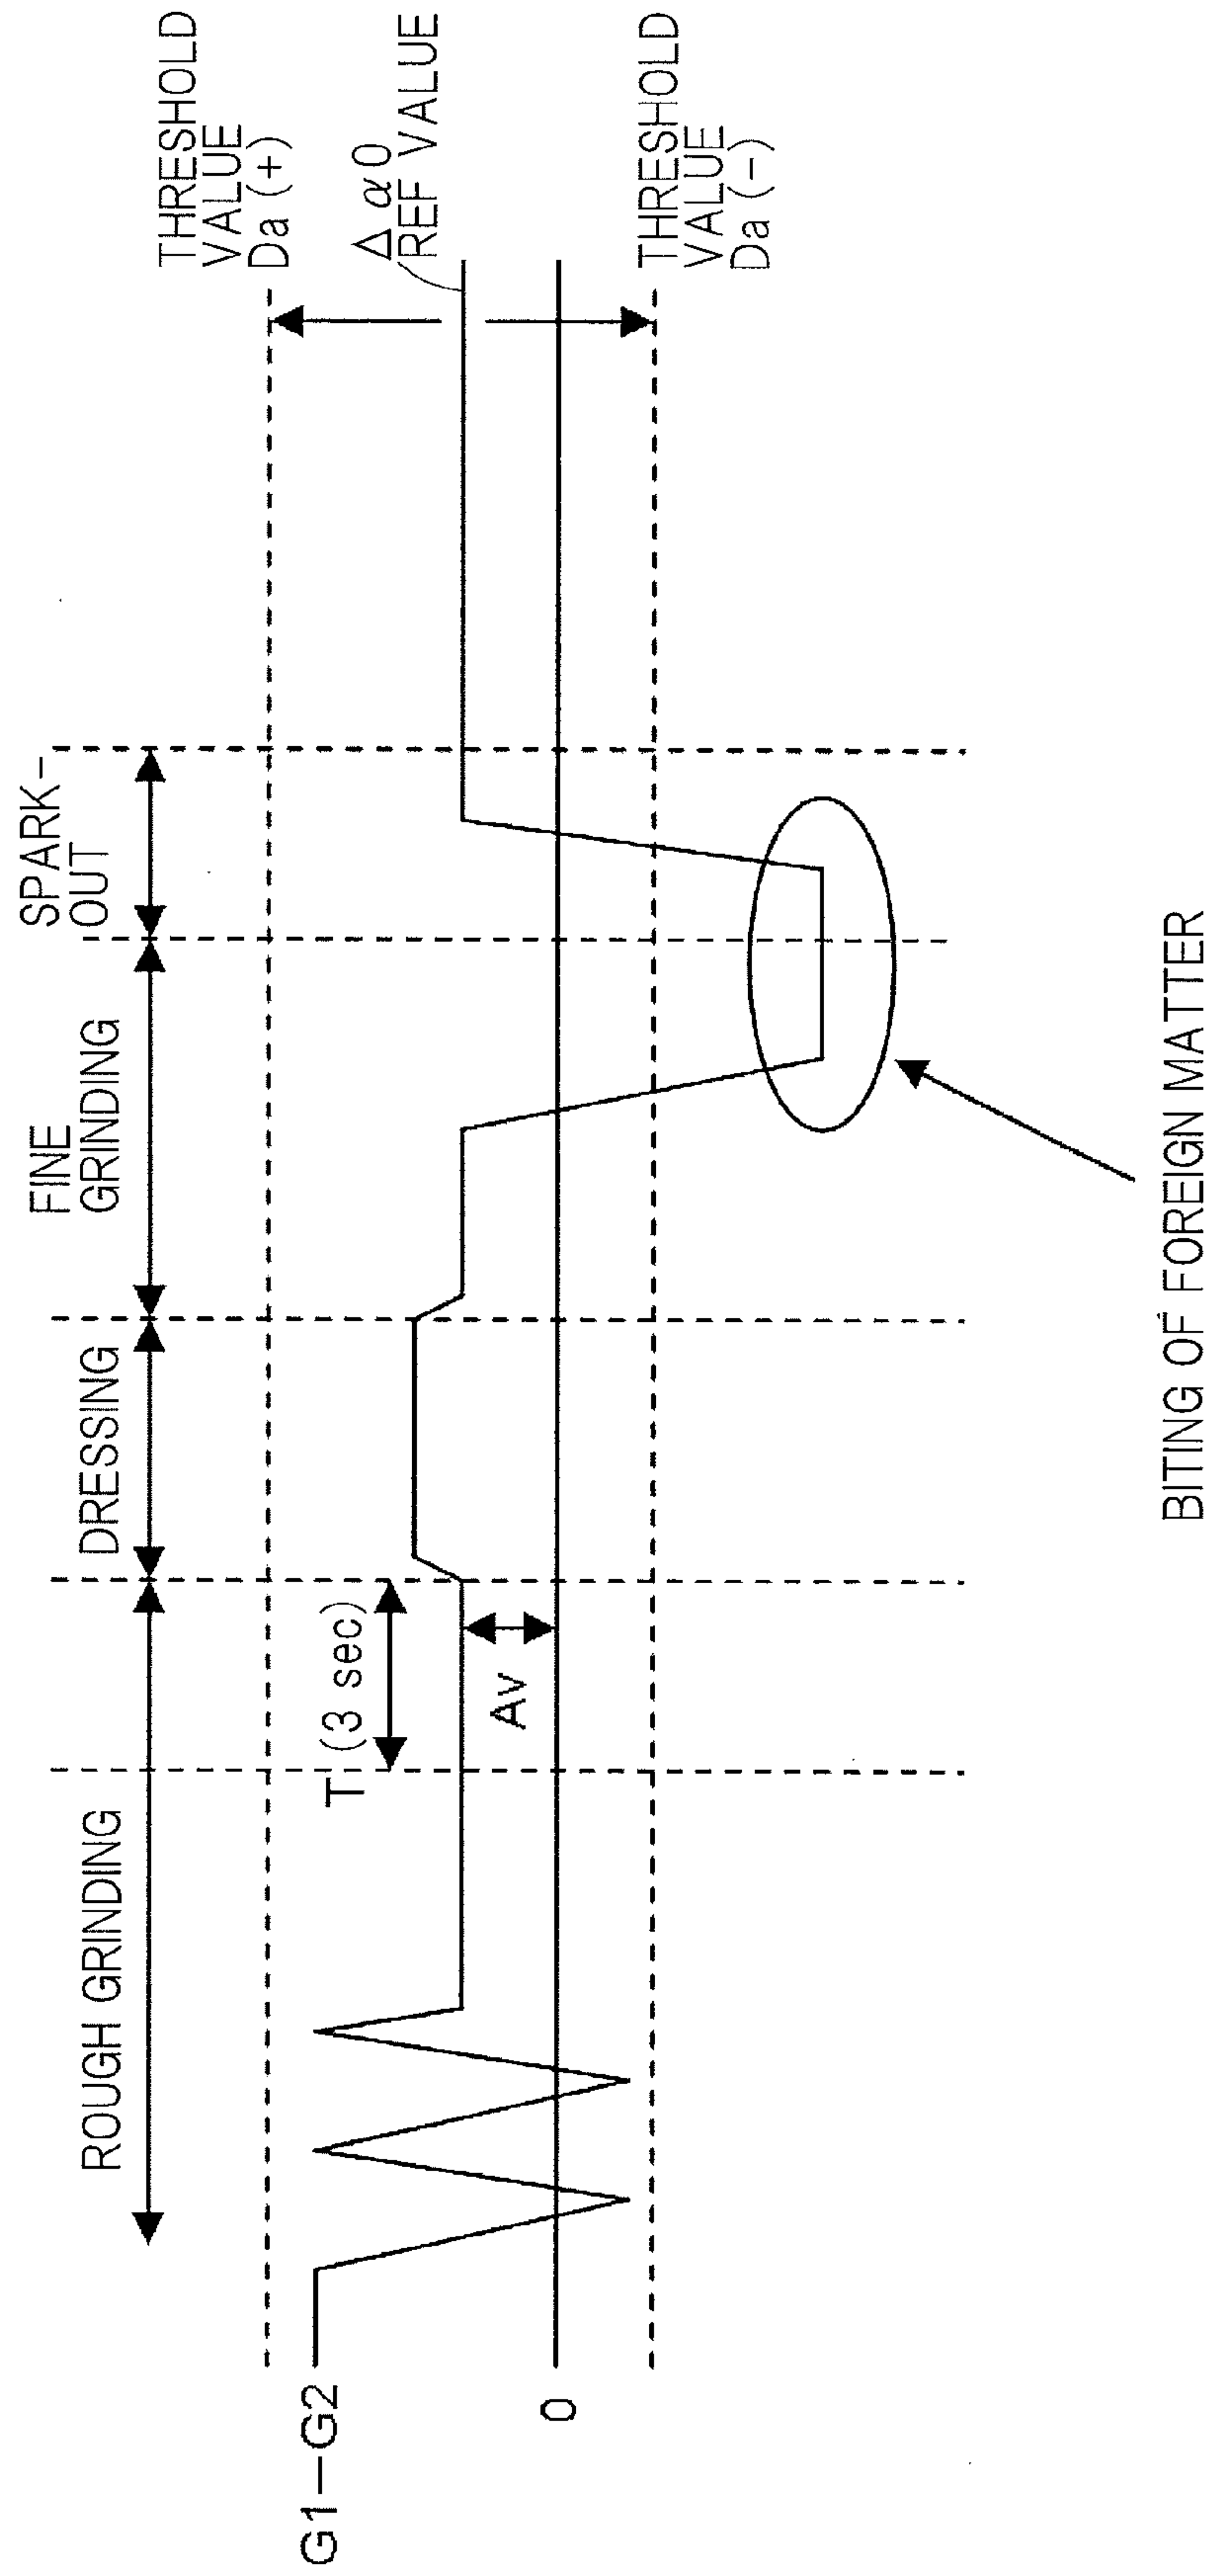 ROUGH GRINDING
DRESSING
FINE
GRINDING
SPARK-
OUT
THRESHOLD
VALUE
Da (+)
T (3 sec)
G1-G2
Δα0
REF VALUE
Av
0
THRESHOLD
VALUE
Da (-)
BITING OF FOREIGN MATTER